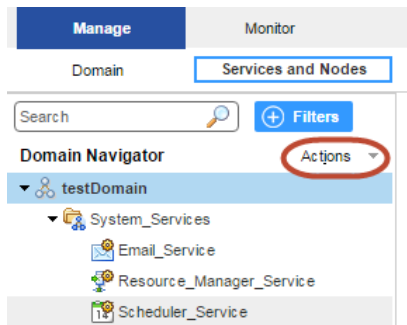 Manage Monitor
Domain Services and Nodes
Search Filters
Domain Navigator Actions
testDomain
System_Services
Email_Service
Resource_Manager_Service
Scheduler_Service